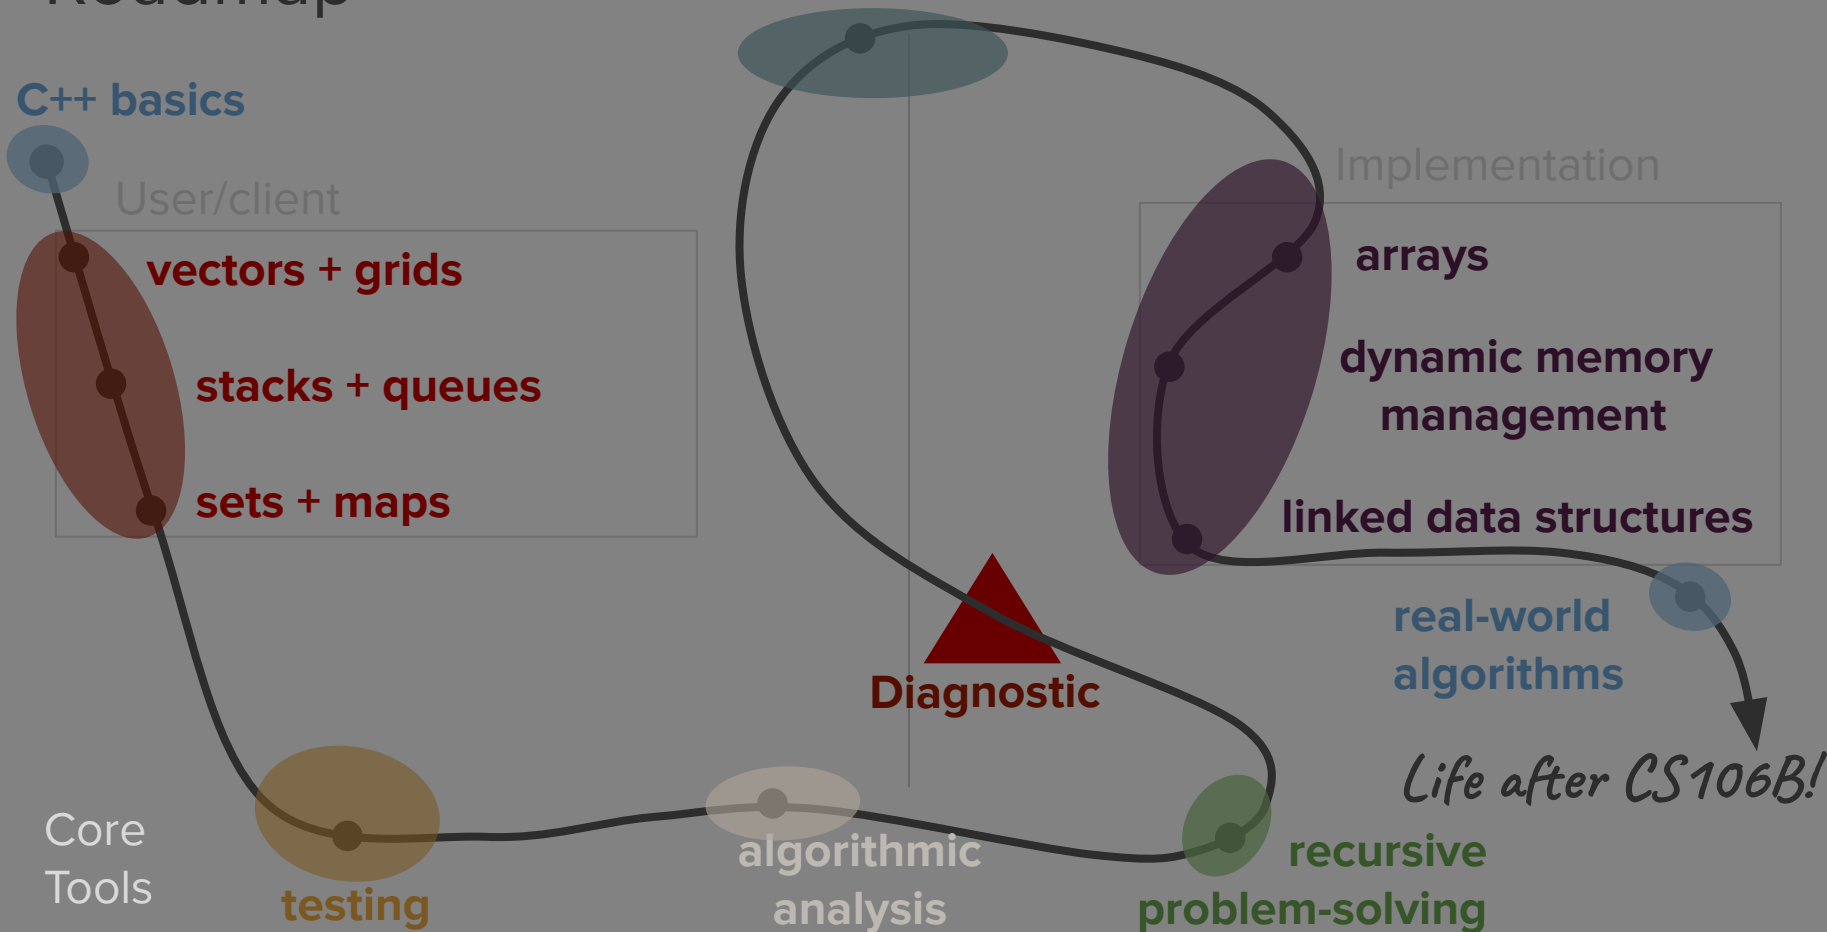 Roadmap
C++ basics
User/client
vectors + grids
stacks + queues
sets + maps
Implementation
arrays
dynamic memory
management
linked data structures
real-world
algorithms
Diagnostic
Life after CS106B!
Core
Tools
testing
algorithmic
analysis
recursive
problem-solving